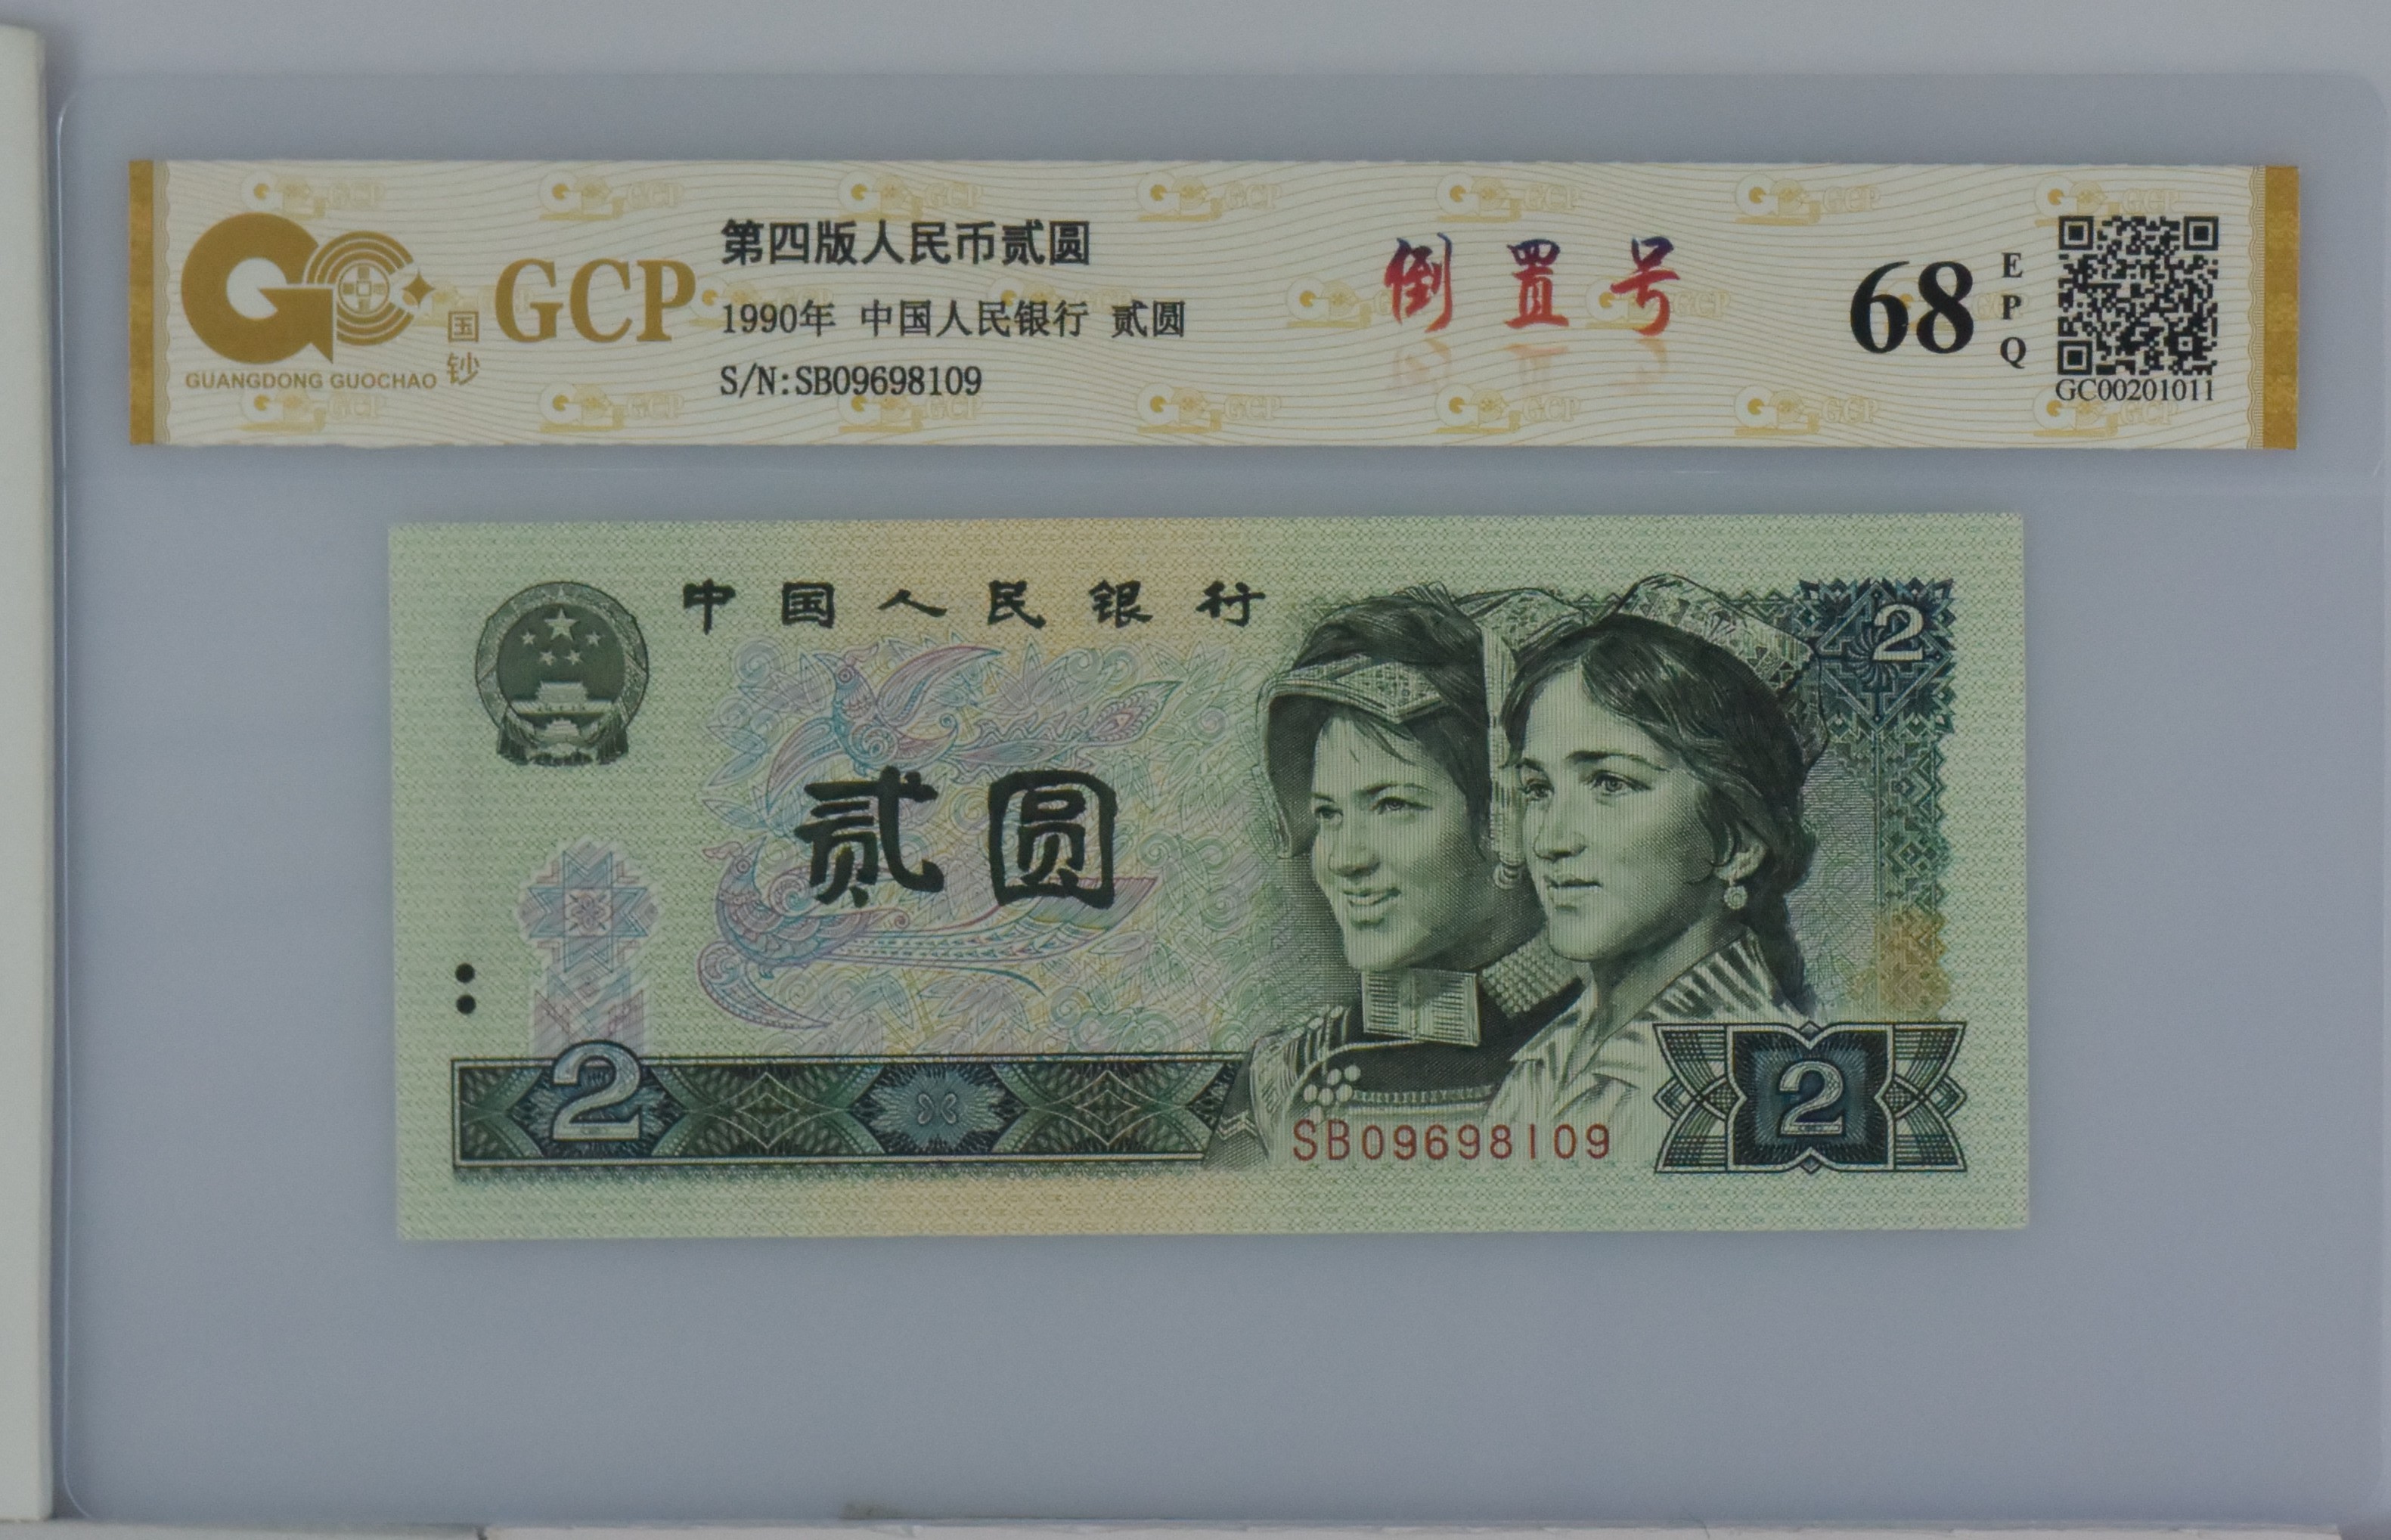 GCP
国钞
GUANGDONG GUOCHAO
第四版人民币贰圆
1990年 中国人民银行 贰圆
S/N:SB09698109
倒置号
68
EPQ
GC00201011
中国人民银行
2
贰圆
2
2
SB09698109